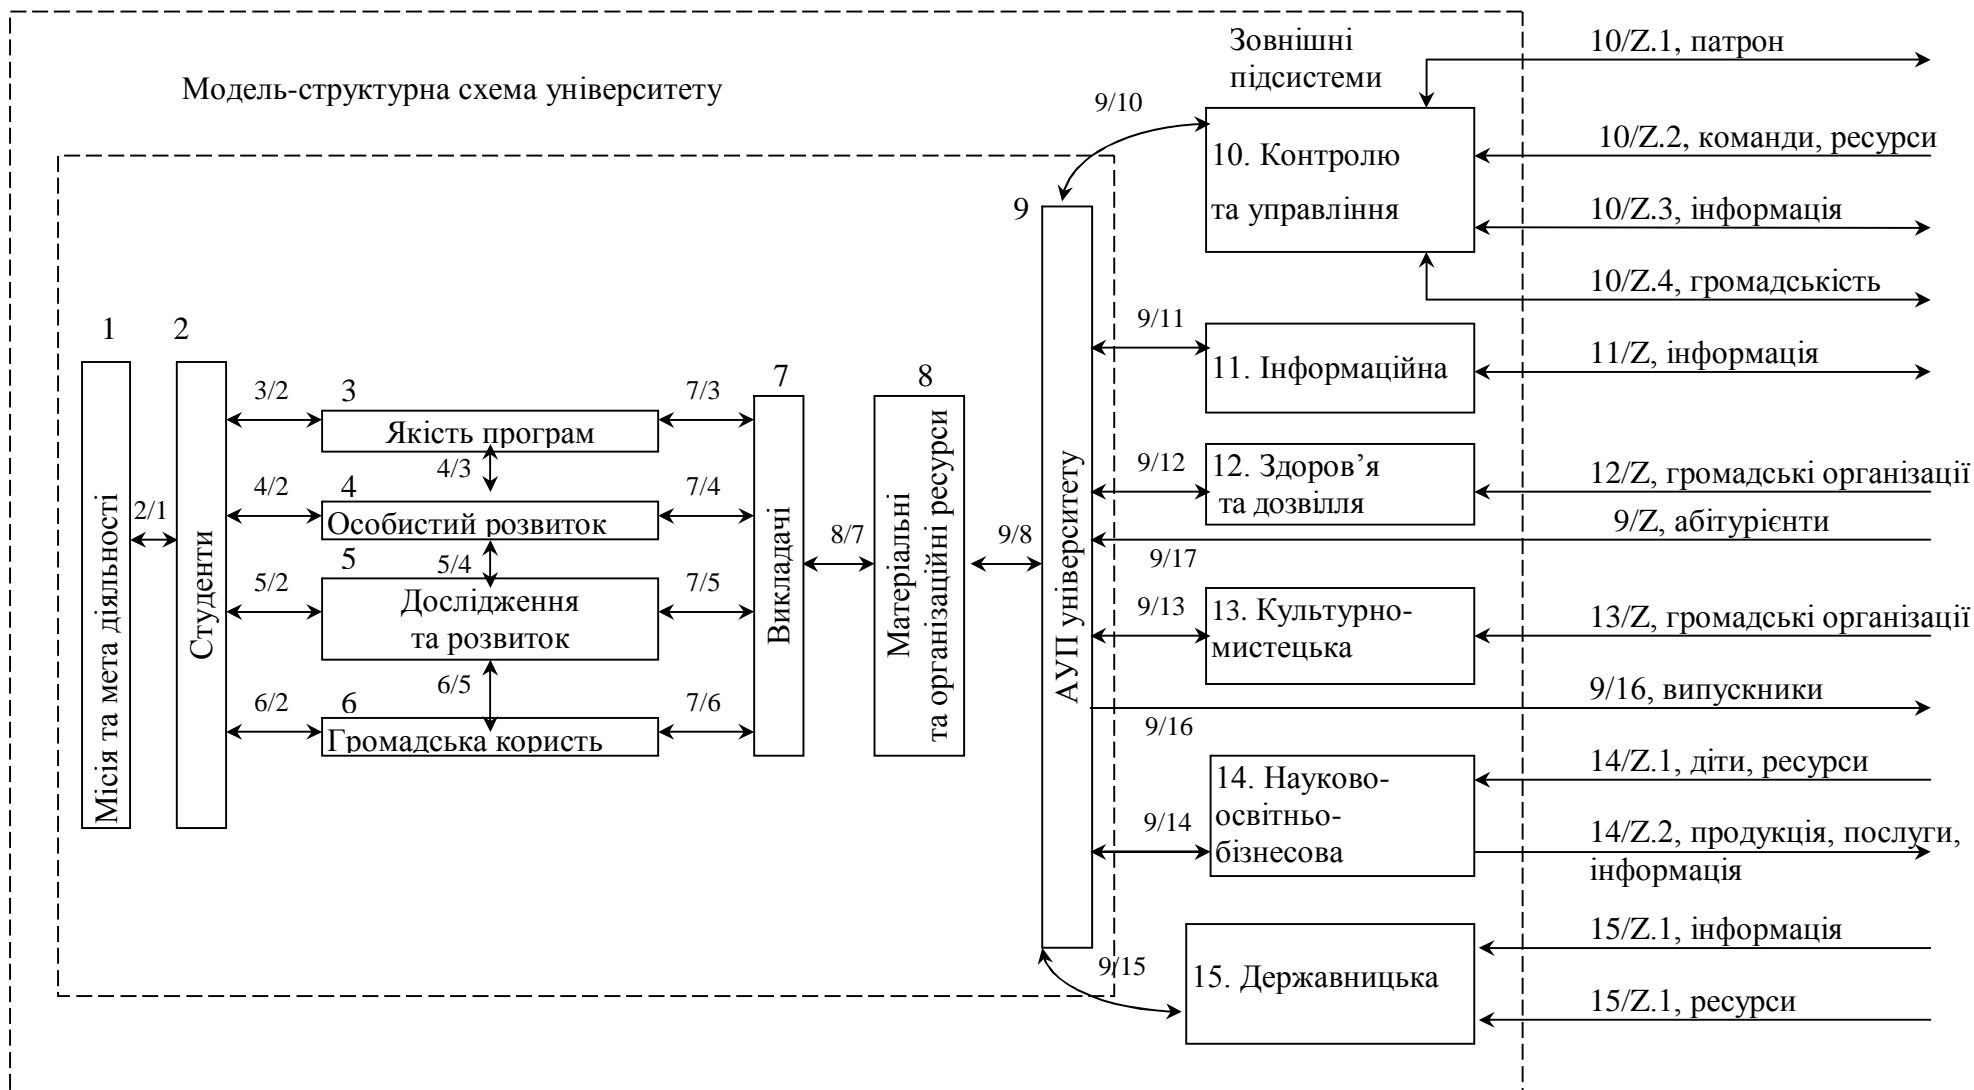 Модель-структурна схема університету
Зовнішні
підсистеми
10/Z.1, патрон
10/Z.2, команди, ресурси
10/Z.3, інформація
10/Z.4, громадськість
11/Z, інформація
12/Z, громадські організації
9/Z, абітурієнти
13/Z, громадські організації
9/16, випускники
14/Z.1, діти, ресурси
14/Z.2, продукція, послуги,
інформація
15/Z.1, інформація
15/Z.1, ресурси
9/10
10. Контролю
та управління
9/11
11. Інформаційна
9/12
12. Здоров’я
та дозвілля
9/17
9/13
13. Культурно-
мистецька
9/16
9/14
14. Науково-
освітньо-
бізнесова
9/15
15. Державницька
1
Місія та мета діяльності
2/1
2
Студенти
3/2
3
Якість програм
7/3
4/3
4/2
4
Особистий розвиток
7/4
5/4
5/2
5
Дослідження
та розвиток
7/5
6/5
6/2
6
Громадська користь
7/6
7
Викладачі
8/7
8
Матеріальні
та організаційні ресурси
9/8
9
АУП університету